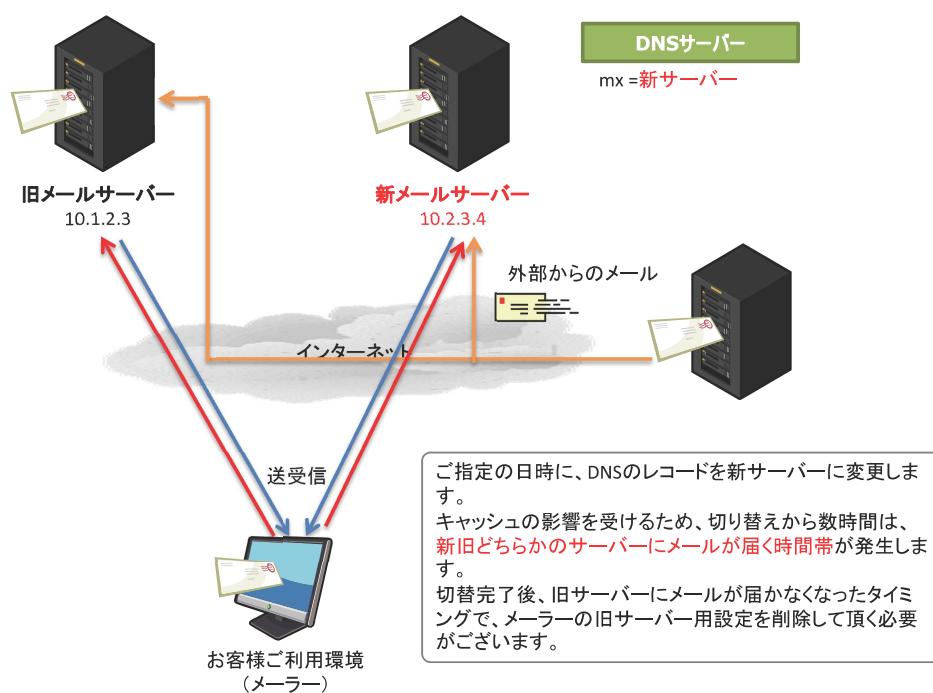 DNSサーバー
mx =新サーバー
旧メールサーバー
10.1.2.3
新メールサーバー
10.2.3.4
外部からのメール
インターネット
送受信
ご指定の日時に、DNSのレコードを新サーバーに変更しま
す。
キャッシュの影響を受けるため、切り替えから数時間は、
新旧どちらかのサーバーにメールが届く時間帯が発生しま
す。
切替完了後、旧サーバーにメールが届かなくなったタイミ
ングで、メーラーの旧サーバー用設定を削除して頂く必要
がございます。
お客様ご利用環境
（メーラー）